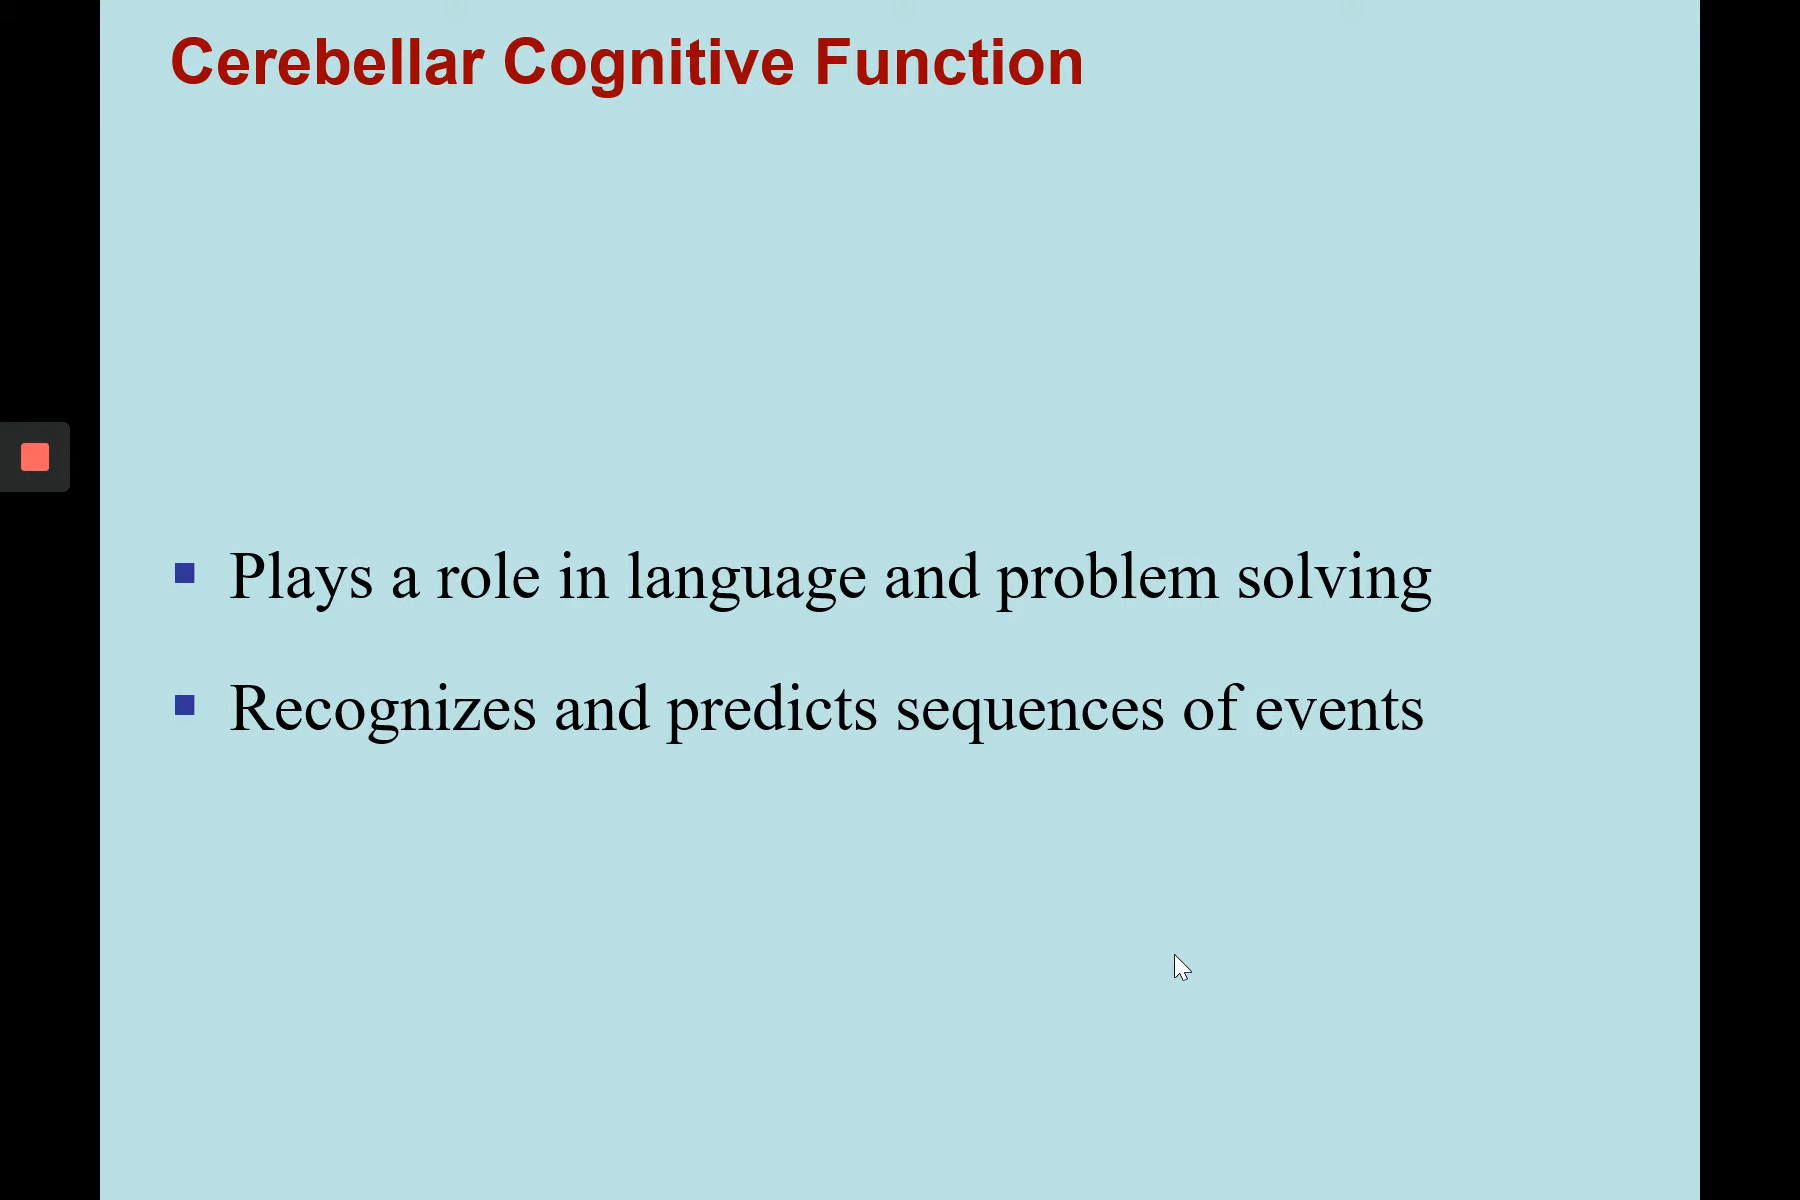 Cerebellar Cognitive Function
Plays a role in language and problem solving
Recognizes and predicts sequences of events